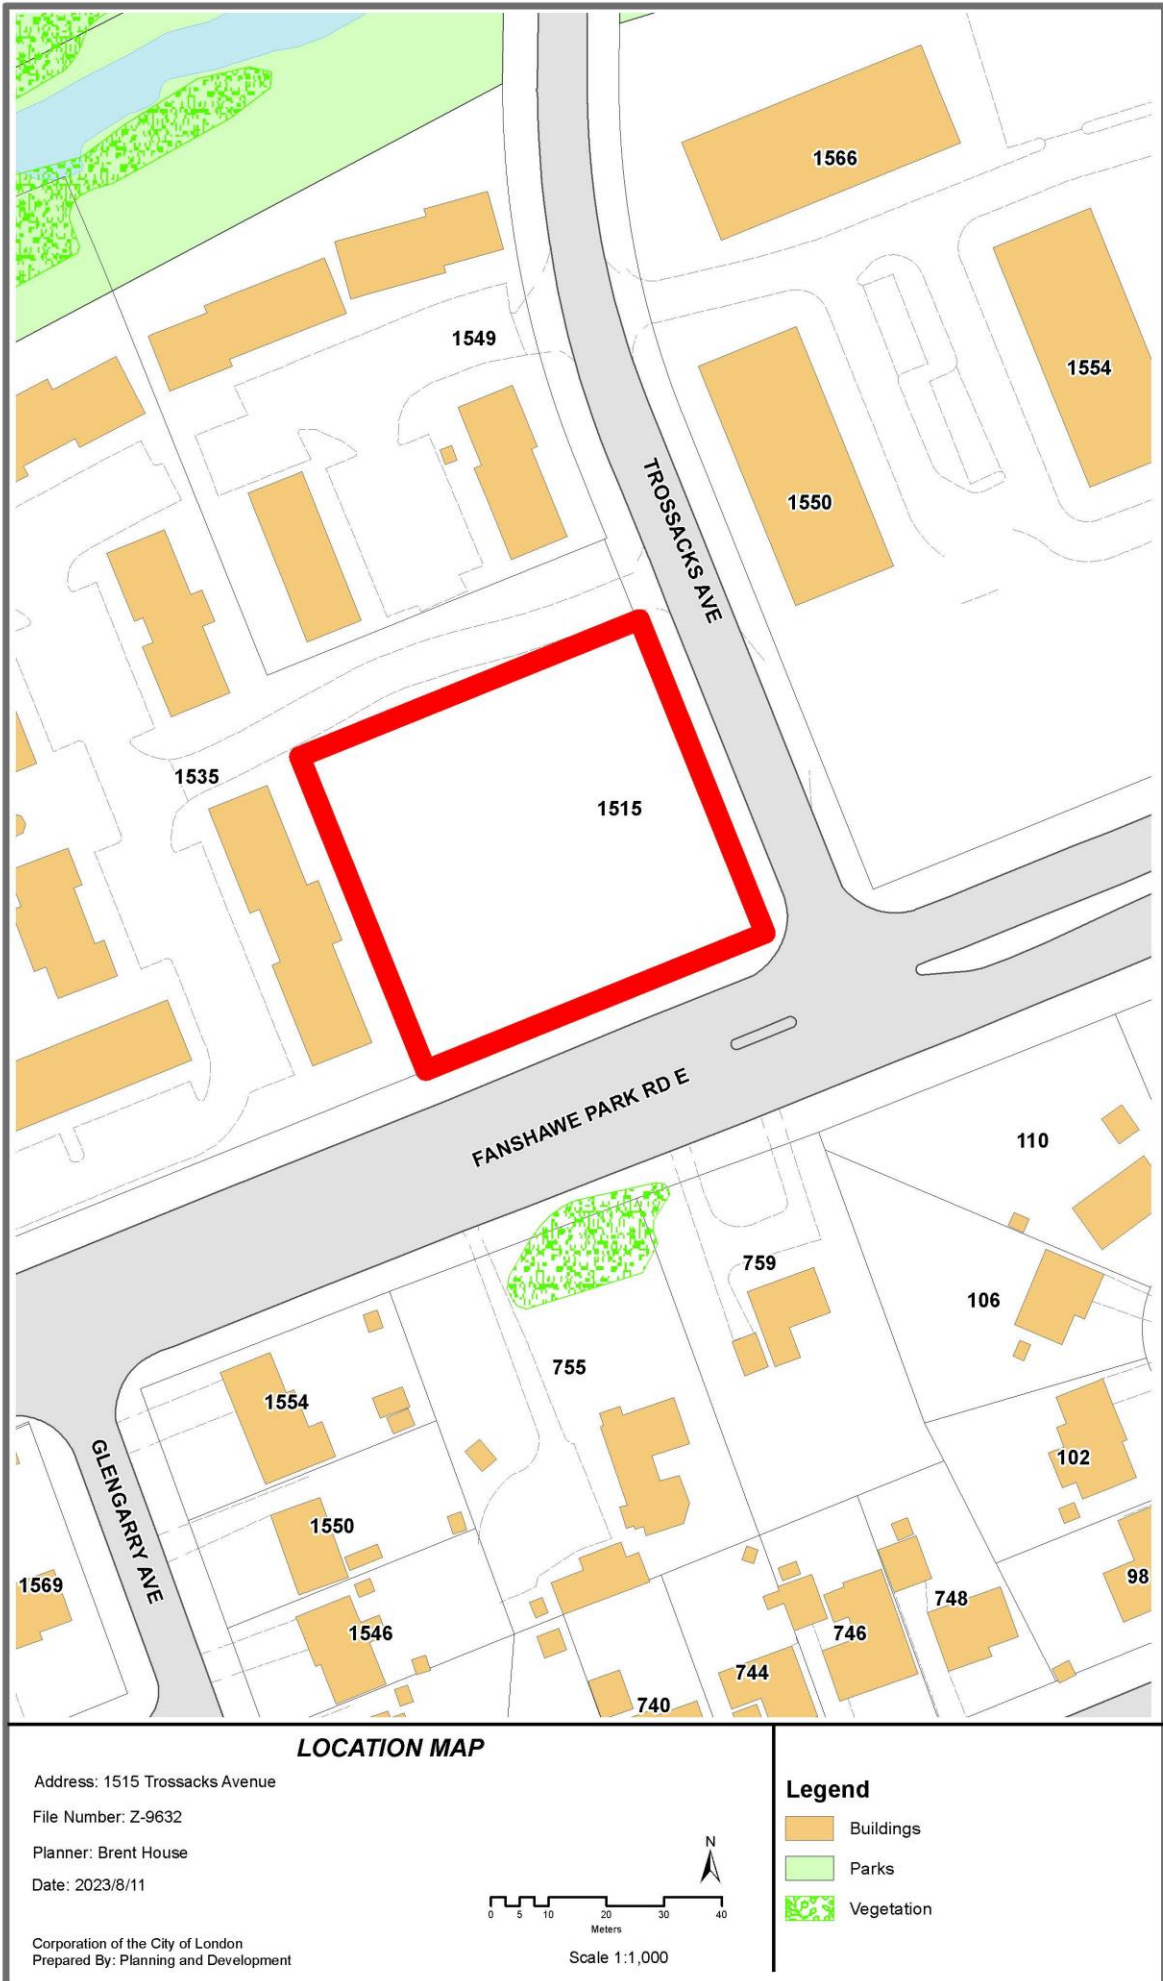 1566
1549
1554
1550
TROSSACKS AVE
1535
1515
FANSHAWE PARK RD E
110
759
106
755
1554
102
GLENGARRY AVE
1550
1569
98
748
1546
746
744
740
LOCATION MAP
Address: 1515 Trossacks Avenue
File Number: Z-9632
Planner: Brent House
Date: 2023/8/11
Corporation of the City of London
Prepared By: Planning and Development
N
0 5 10 20 30 40
Meters
Scale 1:1,000
Legend
Buildings
Parks
Vegetation